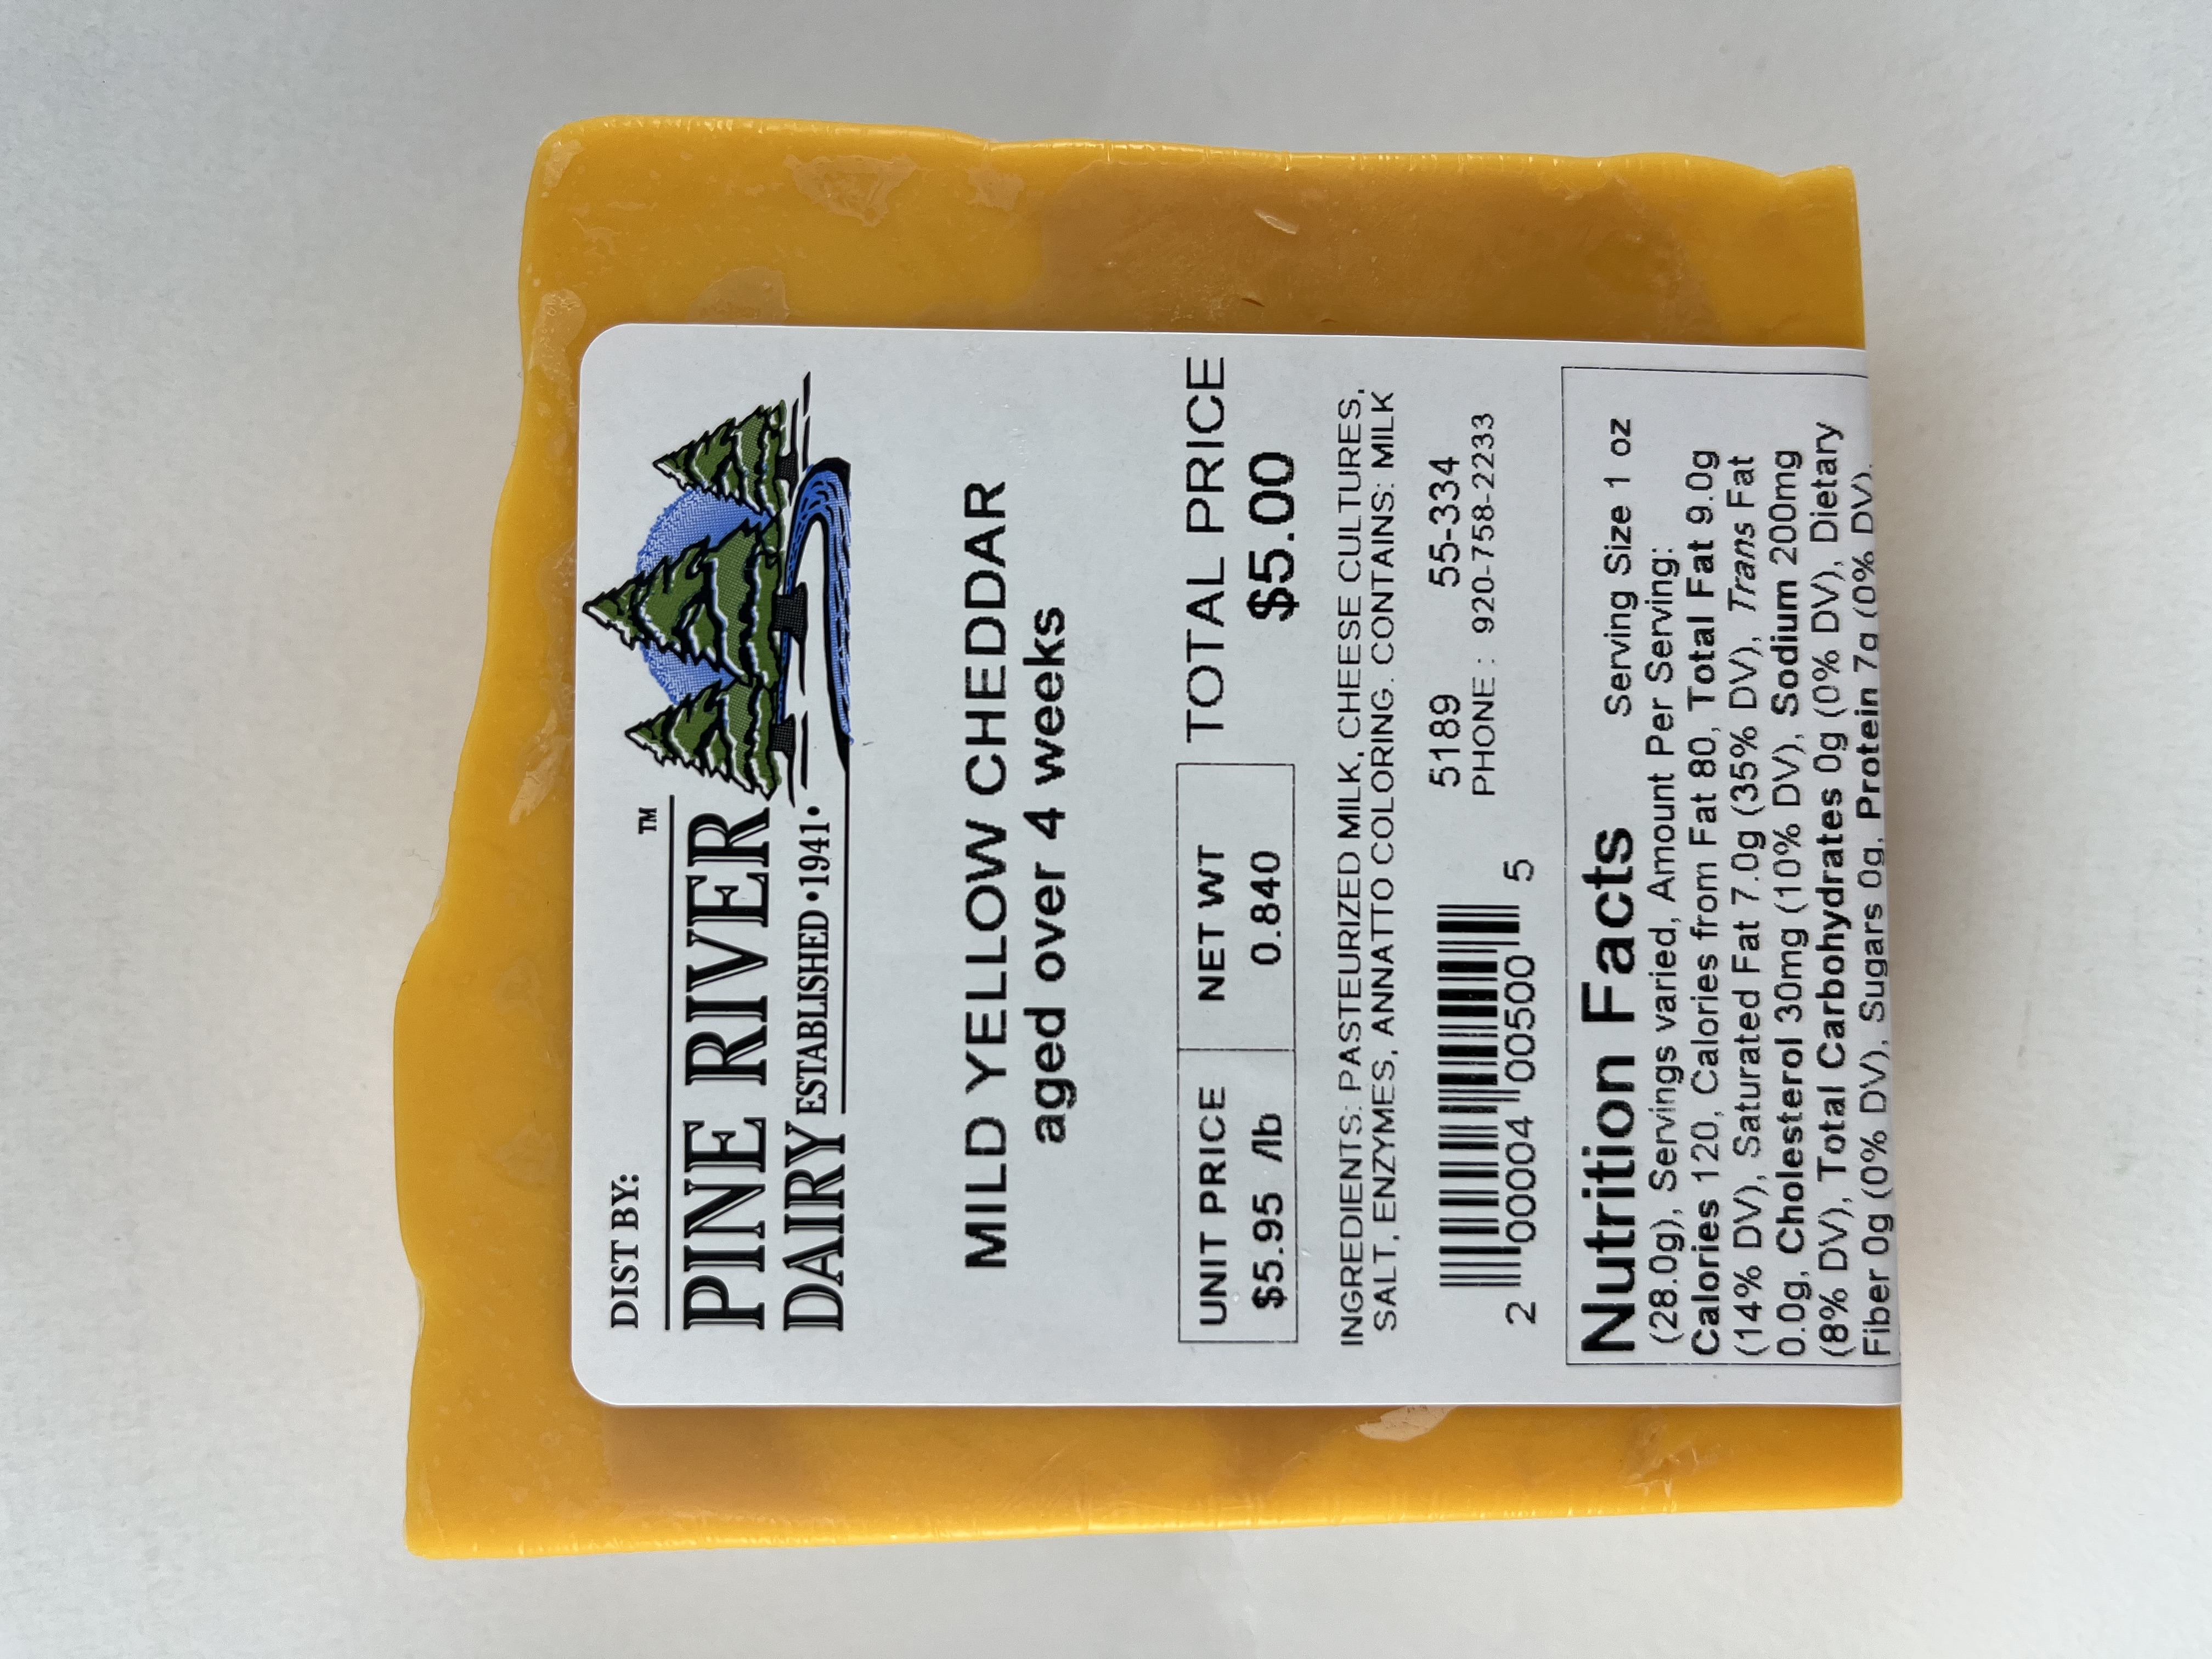 DIST BY:
PINE RIVER™
DAIRY ESTABLISHED•1941•
MILD YELLOW CHEDDAR
aged over 4 weeks
UNIT PRICE NET WT TOTAL PRICE
$5.95 /lb 0.840 $5.00
INGREDIENTS: PASTEURIZED MILK, CHEESE CULTURES,
SALT, ENZYMES, ANNATTO COLORING. CONTAINS: MILK
5189 55-334
PHONE: 920-758-2233
2 00004 00500 5
Nutrition Facts Serving Size 1 oz
(28.0g), Servings varied, Amount Per Serving:
Calories 120, Calories from Fat 80, Total Fat 9.0g
(14% DV), Saturated Fat 7.0g (35% DV), Trans Fat
0.0g, Cholesterol 30mg (10% DV), Sodium 200mg
(8% DV), Total Carbohydrates 0g (0% DV), Dietary
Fiber 0g (0% DV), Sugars 0g, Protein 7g (0% DV),